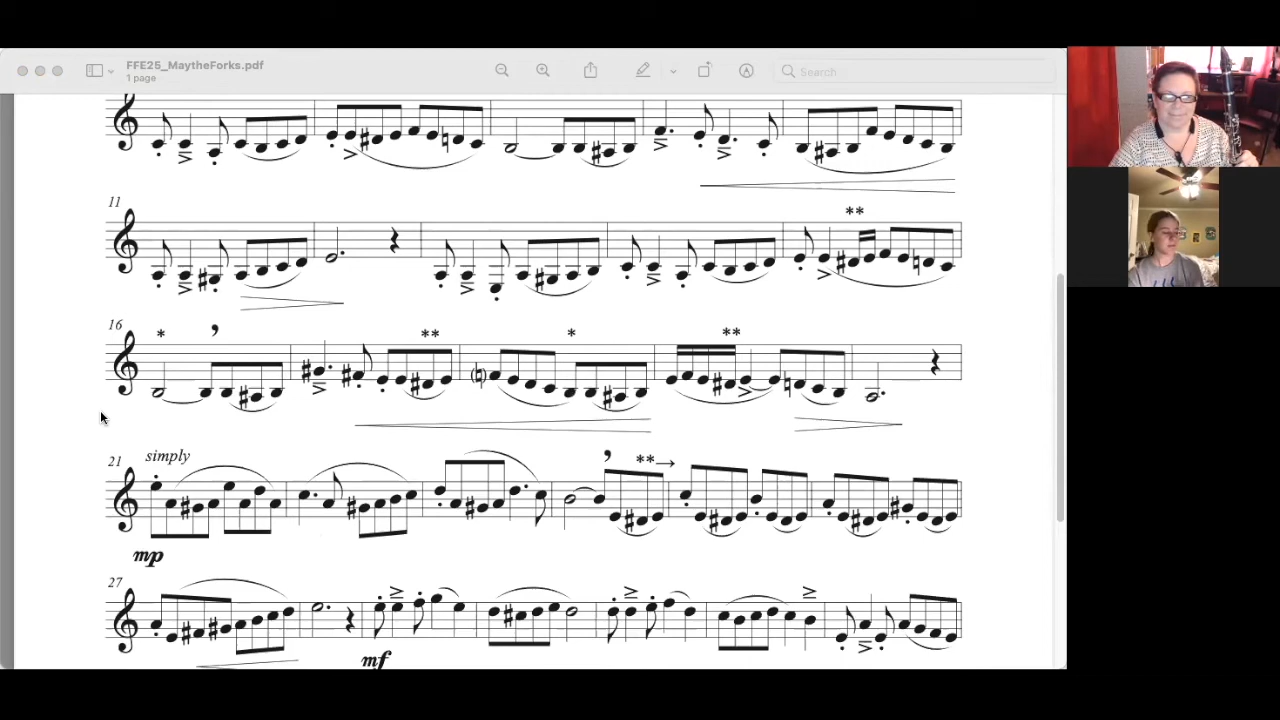 FFE25_MaytheForks.pdf
1 page
Search
11
**
16
* ** * **
21
simply
**→
mp
27
mf